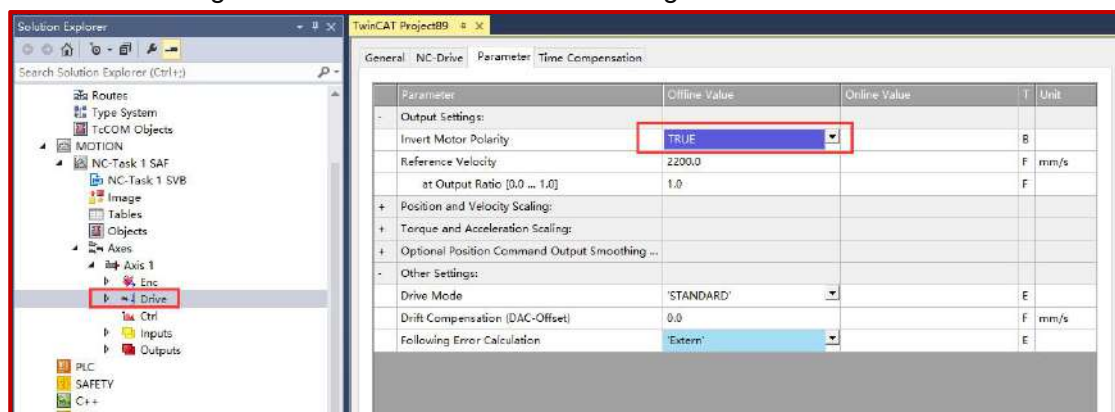 Solution Explorer
Search Solution Explorer (Ctrl+;)
Routes
Type System
TcCOM Objects
MOTION
NC-Task 1 SAF
NC-Task 1 SVB
Image
Tables
Objects
Axes
Axis 1
Enc
Drive
Ctrl
Inputs
Outputs
PLC
SAFETY
C++
TwinCAT Project89
General NC-Drive Parameter Time Compensation
Parameter Offline Value Online Value T Unit
- Output Settings:
Invert Motor Polarity TRUE B
Reference Velocity 2200.0 F mm/s
at Output Ratio [0.0 ... 1.0] 1.0 F
+ Position and Velocity Scaling:
+ Torque and Acceleration Scaling:
+ Optional Position Command Output Smoothing ...
- Other Settings:
Drive Mode 'STANDARD' E
Drift Compensation (DAC-Offset) 0.0 F mm/s
Following Error Calculation 'Extern' E